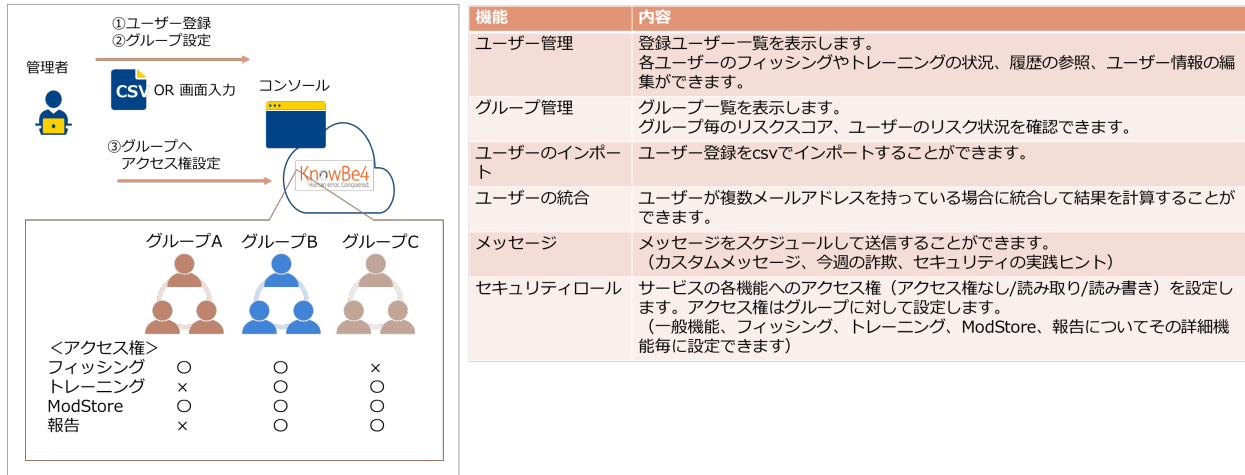 ①ユーザー登録
②グループ設定
管理者
CSV OR 画面入力
コンソール
③グループへ
アクセス権設定
KnowBe4
Human error. Conquered.
グループA グループB グループC
＜アクセス権＞
フィッシング 〇 〇 ×
トレーニング × 〇 〇
ModStore 〇 〇 〇
報告 × 〇 〇
機能 内容
ユーザー管理 登録ユーザー一覧を表示します。
各ユーザーのフィッシングやトレーニングの状況、履歴の参照、ユーザー情報の編
集ができます。
グループ管理 グループ一覧を表示します。
グループ毎のリスクスコア、ユーザーのリスク状況を確認できます。
ユーザーのインポー ユーザー登録をcsvでインポートすることができます。
ト
ユーザーの統合 ユーザーが複数メールアドレスを持っている場合に統合して結果を計算することが
できます。
メッセージ メッセージをスケジュールして送信することができます。
（カスタムメッセージ、今週の詐欺、セキュリティの実践ヒント）
セキュリティロール サービスの各機能へのアクセス権（アクセス権なし/読み取り/読み書き）を設定し
ます。アクセス権はグループに対して設定します。
（一般機能、フィッシング、トレーニング、ModStore、報告についてその詳細機
能毎に設定できます）